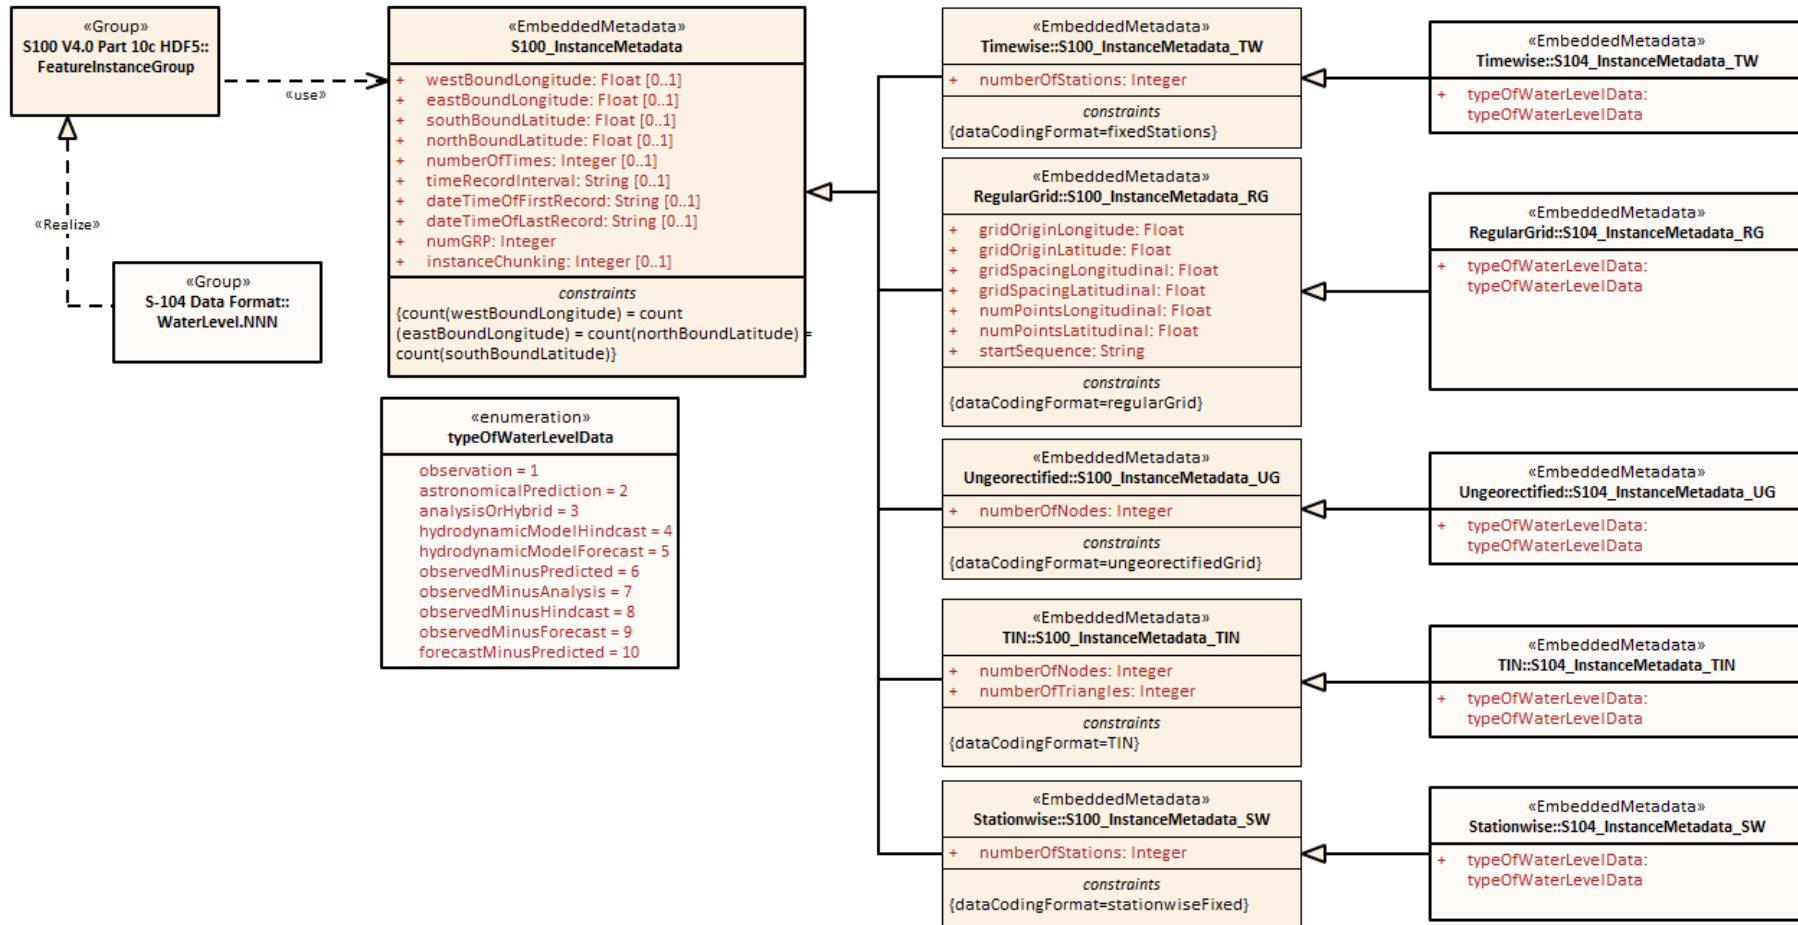 «Group»
S100 V4.0 Part 10c HDF5::
FeatureInstanceGroup
«use»
«Realize»
«Group»
S-104 Data Format::
WaterLevel.NNN
«EmbeddedMetadata»
S100_InstanceMetadata
+ westBoundLongitude: Float [0..1]
+ eastBoundLongitude: Float [0..1]
+ southBoundLatitude: Float [0..1]
+ northBoundLatitude: Float [0..1]
+ numberOfTimes: Integer [0..1]
+ timeRecordInterval: String [0..1]
+ dateTimeOfFirstRecord: String [0..1]
+ dateTimeOfLastRecord: String [0..1]
+ numGRP: Integer
+ instanceChunking: Integer [0..1]
constraints
{count(westBoundLongitude) = count
(eastBoundLongitude) = count(northBoundLatitude) =
count(southBoundLatitude)}
«enumeration»
typeOfWaterLevelData
observation = 1
astronomicalPrediction = 2
analysisOrHybrid = 3
hydrodynamicModelHindcast = 4
hydrodynamicModelForecast = 5
observedMinusPredicted = 6
observedMinusAnalysis = 7
observedMinusHindcast = 8
observedMinusForecast = 9
forecastMinusPredicted = 10
«EmbeddedMetadata»
Timewise::S100_InstanceMetadata_TW
+ numberOfStations: Integer
constraints
{dataCodingFormat=fixedStations}
«EmbeddedMetadata»
RegularGrid::S100_InstanceMetadata_RG
+ gridOriginLongitude: Float
+ gridOriginLatitude: Float
+ gridSpacingLongitudinal: Float
+ gridSpacingLatitudinal: Float
+ numPointsLongitudinal: Float
+ numPointsLatitudinal: Float
+ startSequence: String
constraints
{dataCodingFormat=regularGrid}
«EmbeddedMetadata»
Ungeorectified::S100_InstanceMetadata_UG
+ numberOfNodes: Integer
constraints
{dataCodingFormat=ungeorectifiedGrid}
«EmbeddedMetadata»
TIN::S100_InstanceMetadata_TIN
+ numberOfNodes: Integer
+ numberOfTriangles: Integer
constraints
{dataCodingFormat=TIN}
«EmbeddedMetadata»
Stationwise::S100_InstanceMetadata_SW
+ numberOfStations: Integer
constraints
{dataCodingFormat=stationwiseFixed}
«EmbeddedMetadata»
Timewise::S104_InstanceMetadata_TW
+ typeOfWaterLevelData:
typeOfWaterLevelData
«EmbeddedMetadata»
RegularGrid::S104_InstanceMetadata_RG
+ typeOfWaterLevelData:
typeOfWaterLevelData
«EmbeddedMetadata»
Ungeorectified::S104_InstanceMetadata_UG
+ typeOfWaterLevelData:
typeOfWaterLevelData
«EmbeddedMetadata»
TIN::S104_InstanceMetadata_TIN
+ typeOfWaterLevelData:
typeOfWaterLevelData
«EmbeddedMetadata»
Stationwise::S104_InstanceMetadata_SW
+ typeOfWaterLevelData:
typeOfWaterLevelData